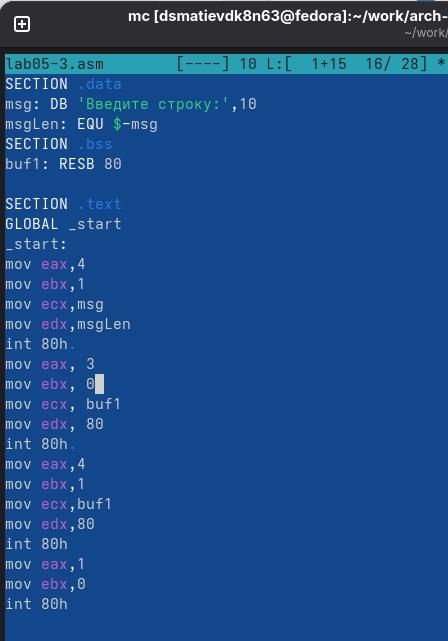 mc [dsmatievdk8n63@fedora]:~/work/arch-
~/work/
lab05-3.asm [----] 10 L:[ 1+15 16/ 28] *
SECTION .data
msg: DB 'Введите строку:',10
msgLen: EQU $-msg
SECTION .bss
buf1: RESB 80
SECTION .text
GLOBAL _start
_start:
mov eax,4
mov ebx,1
mov ecx,msg
mov edx,msgLen
int 80h.
mov eax, 3
mov ebx, 0
mov ecx, buf1
mov edx, 80
int 80h.
mov eax,4
mov ebx,1
mov ecx,buf1
mov edx,80
int 80h
mov eax,1
mov ebx,0
int 80h